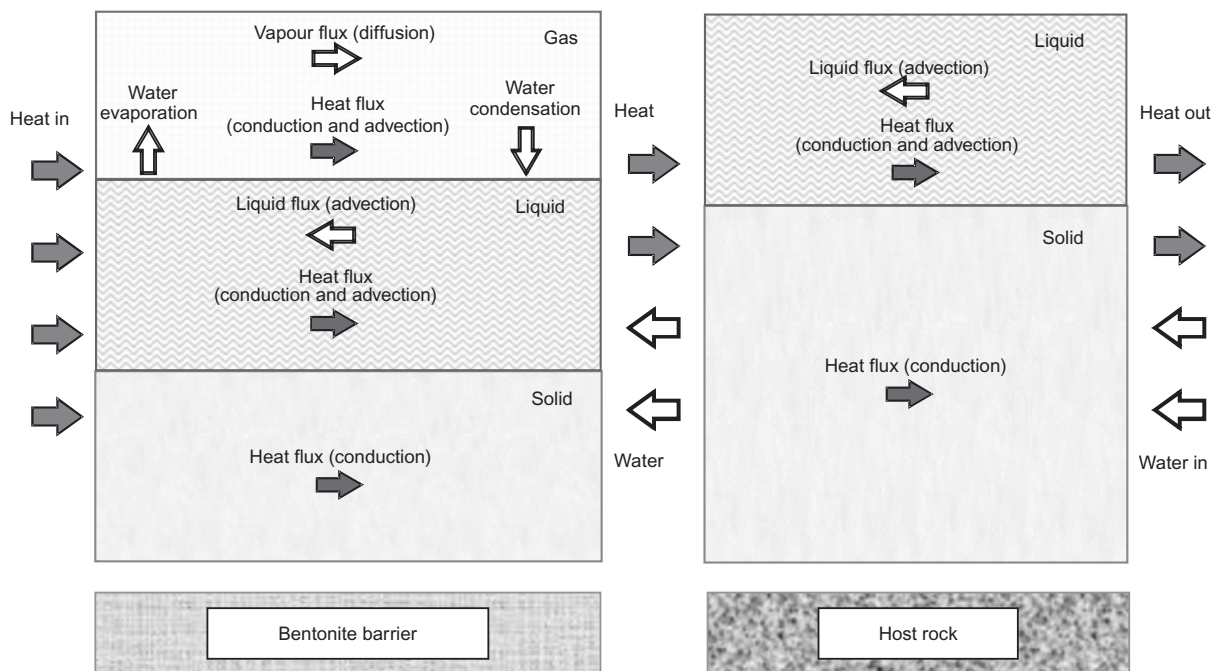 Vapour flux (diffusion)
Gas
Water
evaporation
Heat flux
(conduction and advection)
Water
condensation
Heat in
Liquid flux (advection)
Liquid
Heat flux
(conduction and advection)
Solid
Heat flux (conduction)
Bentonite barrier
Heat
Water
Liquid
Liquid flux (advection)
Heat flux
(conduction and advection)
Solid
Heat flux (conduction)
Host rock
Heat out
Water in